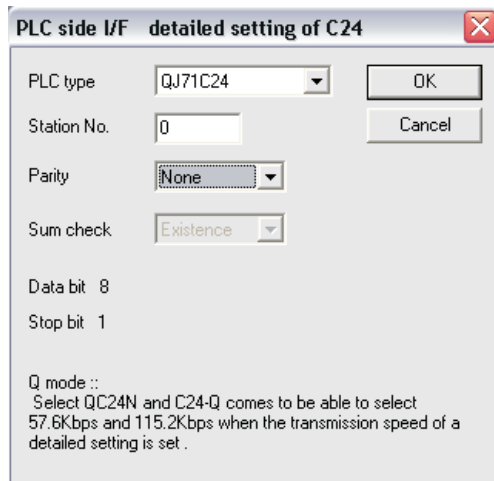 PLC side I/F detailed setting of C24
PLC type QJ71C24 OK
Station No. 0 Cancel
Parity None
Sum check Existence
Data bit 8
Stop bit 1
Q mode ::
Select QC24N and C24-Q comes to be able to select
57.6Kbps and 115.2Kbps when the transmission speed of a
detailed setting is set .